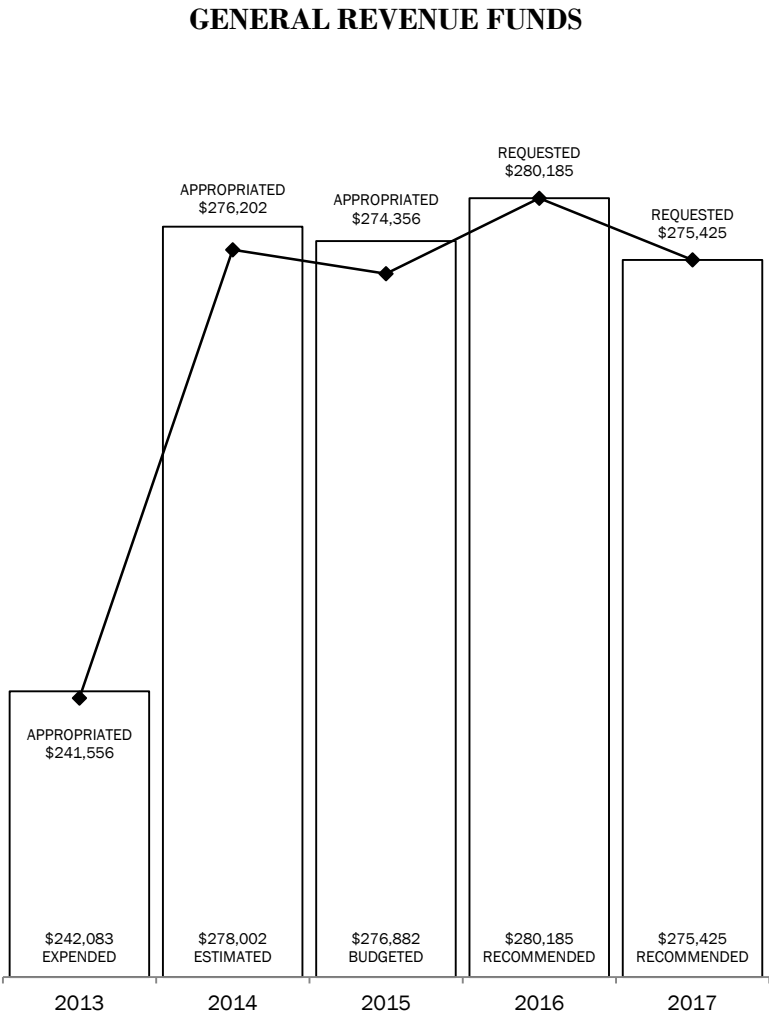 GENERAL REVENUE FUNDS
REQUESTED
$280,185
APPROPRIATED
$276,202
APPROPRIATED
$274,356
REQUESTED
$275,425
APPROPRIATED
$241,556
$242,083
EXPENDED
$278,002
ESTIMATED
$276,882
BUDGETED
$280,185
RECOMMENDED
$275,425
RECOMMENDED
2013 2014 2015 2016 2017